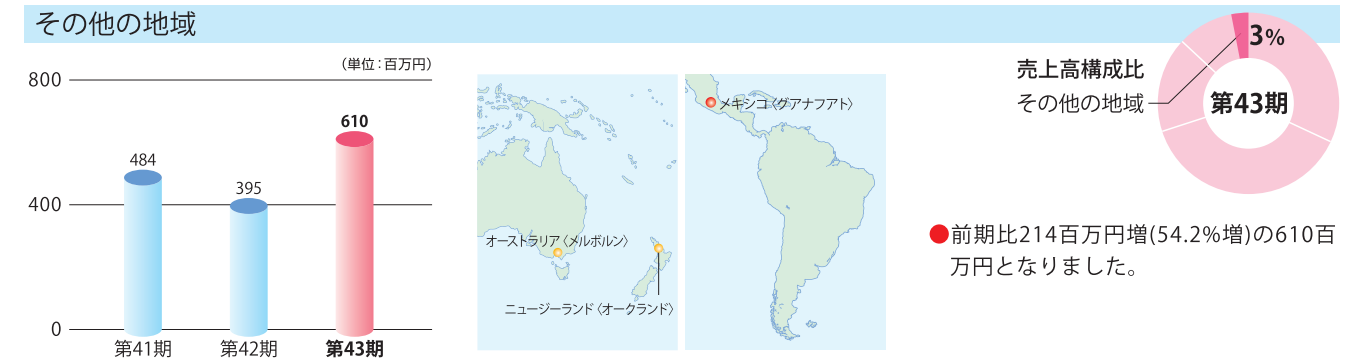 その他の地域
(単位:百万円)
800
400
0
484
395
610
第41期
第42期
第43期
オーストラリア〈メルボルン〉
ニュージーランド〈オークランド〉
メキシコ〈グアナフアト〉
3%
売上高構成比
その他の地域
第43期
●前期比214百万円増(54.2%増)の610百
万円となりました。